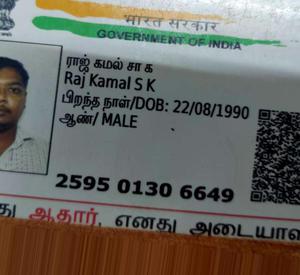 भारत सरकार
GOVERNMENT OF INDIA
ராஜ் கமல் சா க
Raj Kamal S K
பிறந்த நாள்/DOB: 22/08/1990
ஆண்/ MALE
2595 0130 6649
ஆதார், எனது அடையா